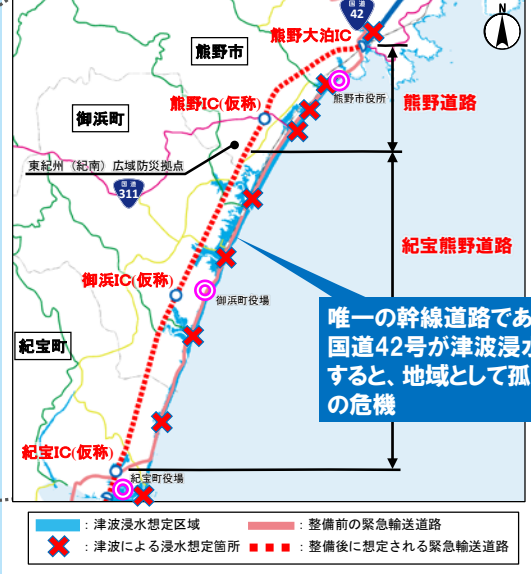 N
国道
42
熊野大泊IC
熊野市
熊野市役所
熊野道路
熊野IC(仮称)
御浜町
東紀州（紀南）広域防災拠点
国道
311
紀宝熊野道路
御浜IC(仮称)
御浜町役場
唯一の幹線道路であ
国道42号が津波浸水
すると、地域として孤
の危機
紀宝町
紀宝IC(仮称)
紀宝町役場
：津波浸水想定区域
：整備前の緊急輸送道路
：津波による浸水想定箇所
：整備後に想定される緊急輸送道路